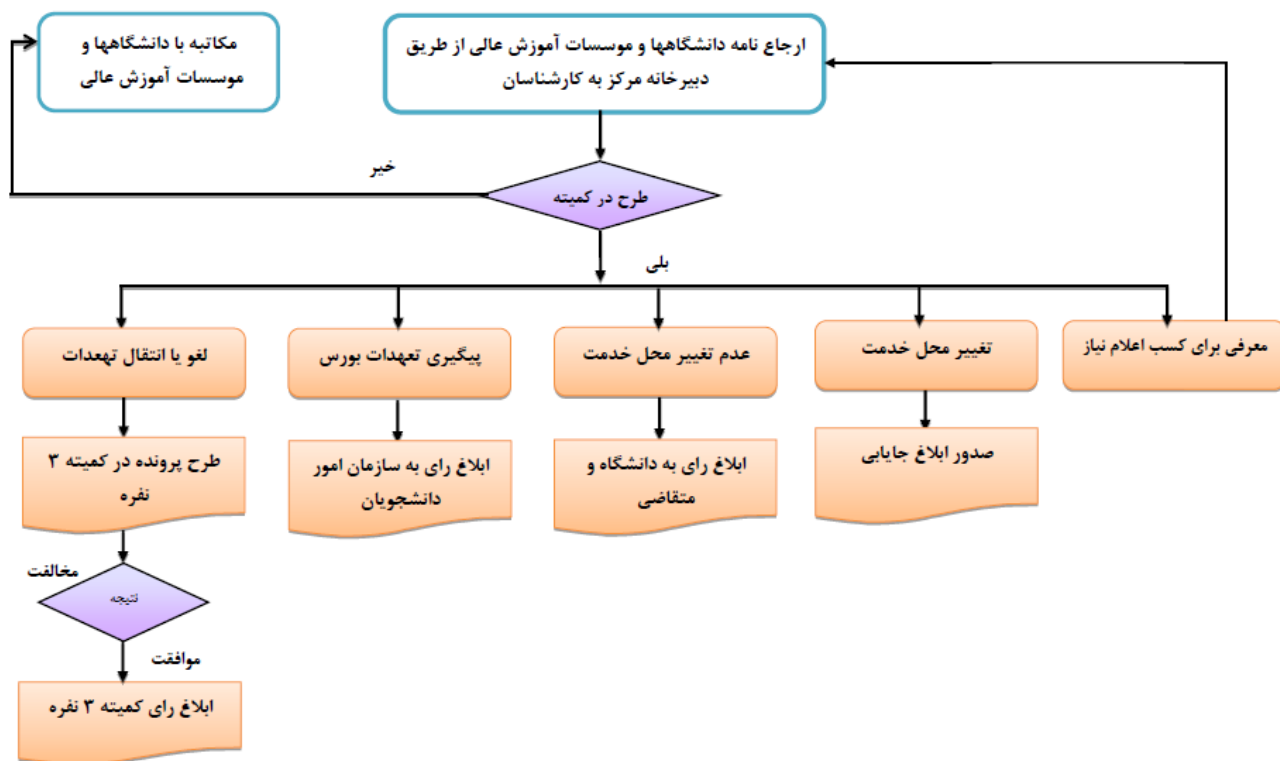 ارجاع نامه دانشگاهها و موسسات آموزش عالی از طریق
دبیرخانه مرکز به کارشناسان
مکاتبه با دانشگاهها و
موسسات آموزش عالی
خیر
طرح در کمیته
بلی
معرفی برای کسب اعلام نیاز
تغییر محل خدمت
عدم تغییر محل خدمت
پیگیری تعهدات بورس
لغو یا انتقال تهعدات
صدور ابلاغ جایابی
ابلاغ رای به دانشگاه و
متقاضی
ابلاغ رای به سازمان امور
دانشجویان
طرح پرونده در کمیته ۳
نفره
مخالفت
نتیجه
موافقت
ابلاغ رای کمیته ۳ نفره